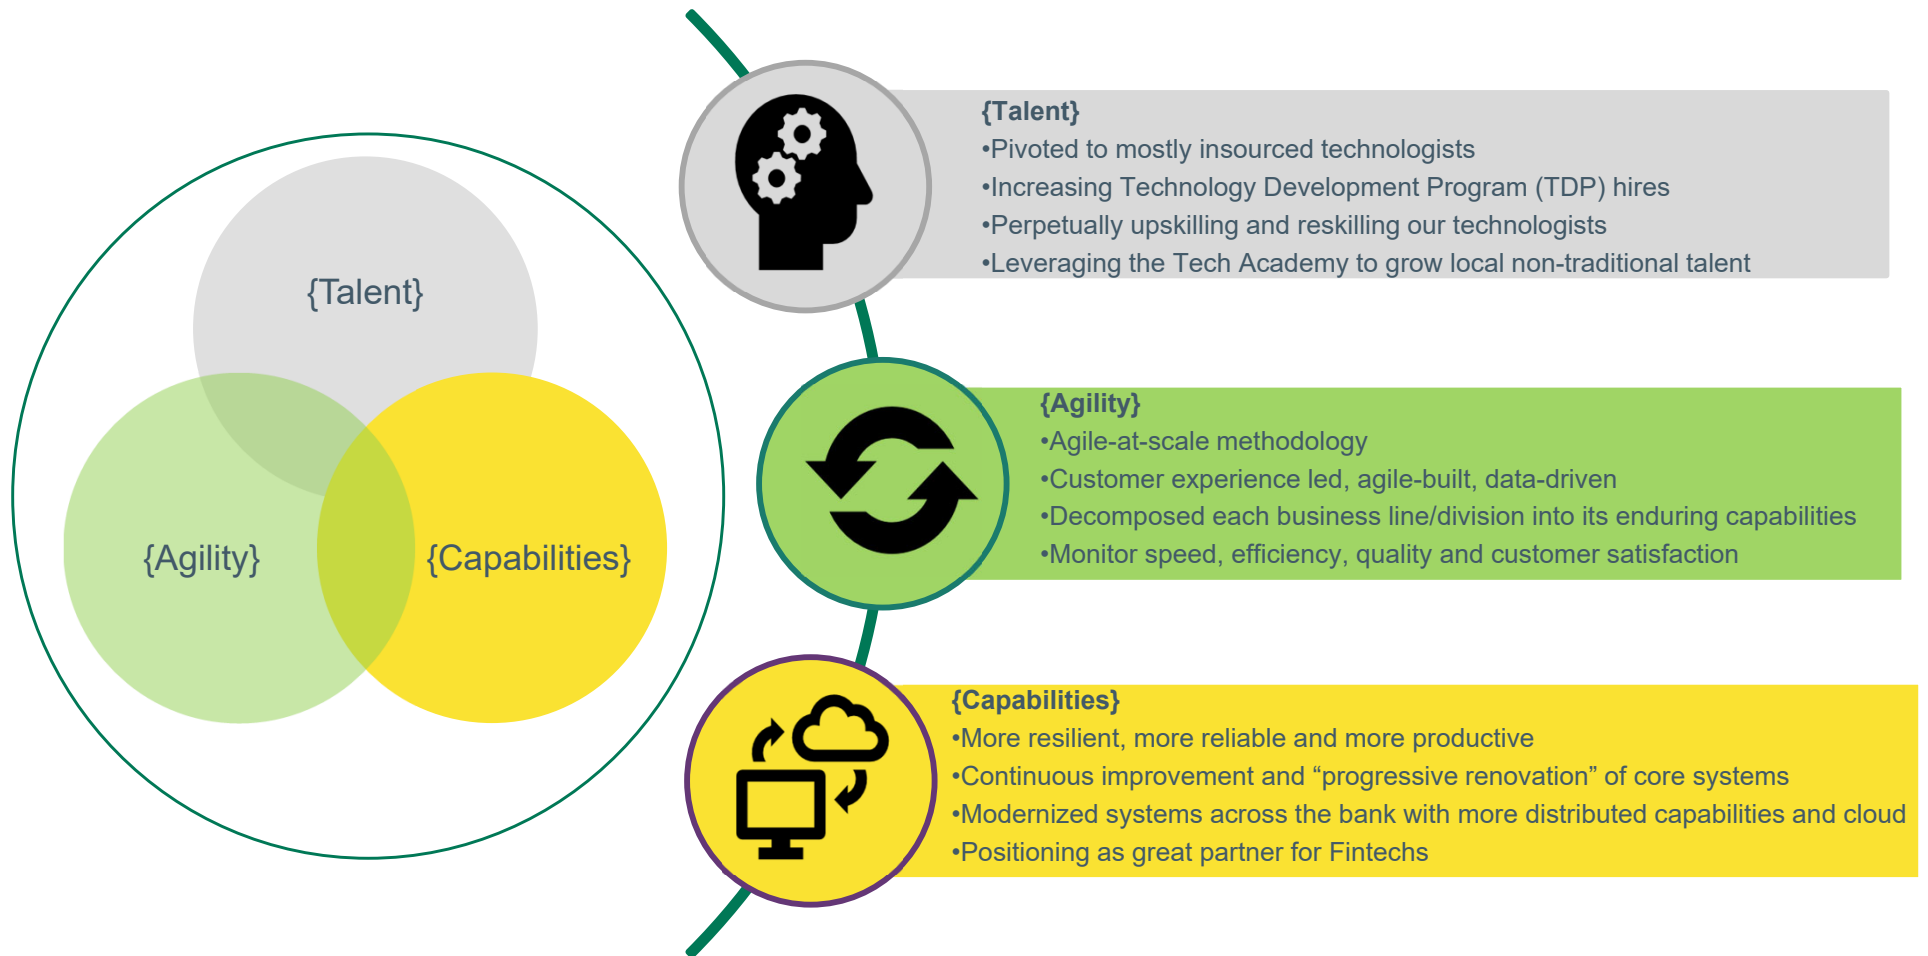 {Talent}
{Agility}
{Capabilities}
{Talent}
•Pivoted to mostly insourced technologists
•Increasing Technology Development Program (TDP) hires
•Perpetually upskilling and reskilling our technologists
•Leveraging the Tech Academy to grow local non-traditional talent
{Agility}
•Agile-at-scale methodology
•Customer experience led, agile-built, data-driven
•Decomposed each business line/division into its enduring capabilities
•Monitor speed, efficiency, quality and customer satisfaction
{Capabilities}
•More resilient, more reliable and more productive
•Continuous improvement and “progressive renovation” of core systems
•Modernized systems across the bank with more distributed capabilities and cloud
•Positioning as great partner for Fintechs